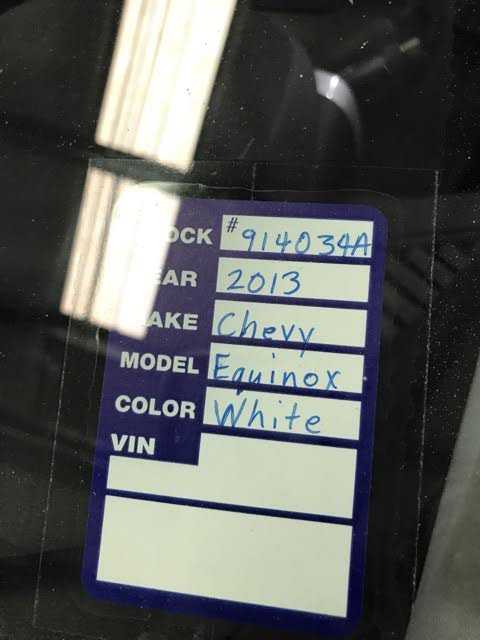 OCK # 914034A
EAR 2013
AKE Chevy
MODEL Equinox
COLOR White
VIN